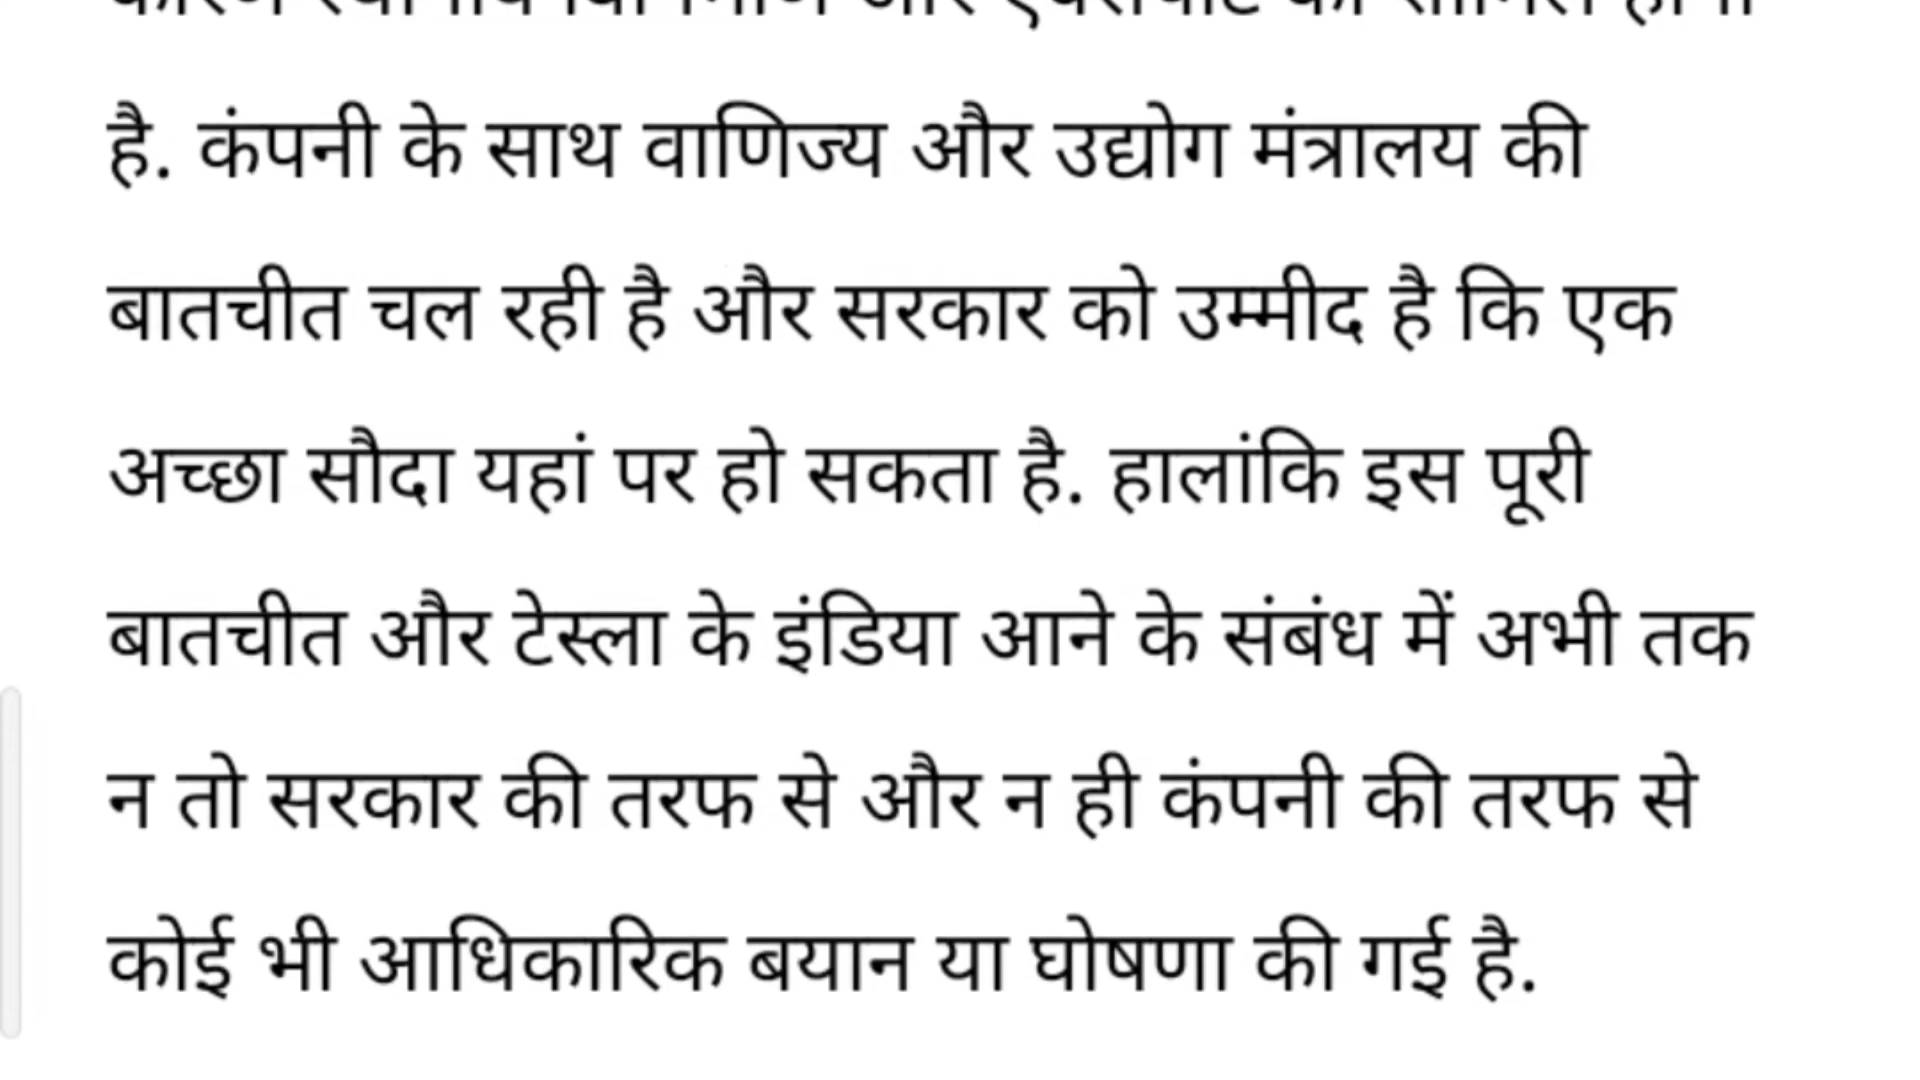 है. कंपनी के साथ वाणिज्य और उद्योग मंत्रालय की
बातचीत चल रही है और सरकार को उम्मीद है कि एक
अच्छा सौदा यहां पर हो सकता है. हालांकि इस पूरी
बातचीत और टेस्ला के इंडिया आने के संबंध में अभी तक
न तो सरकार की तरफ से और न ही कंपनी की तरफ से
कोई भी आधिकारिक बयान या घोषणा की गई है.